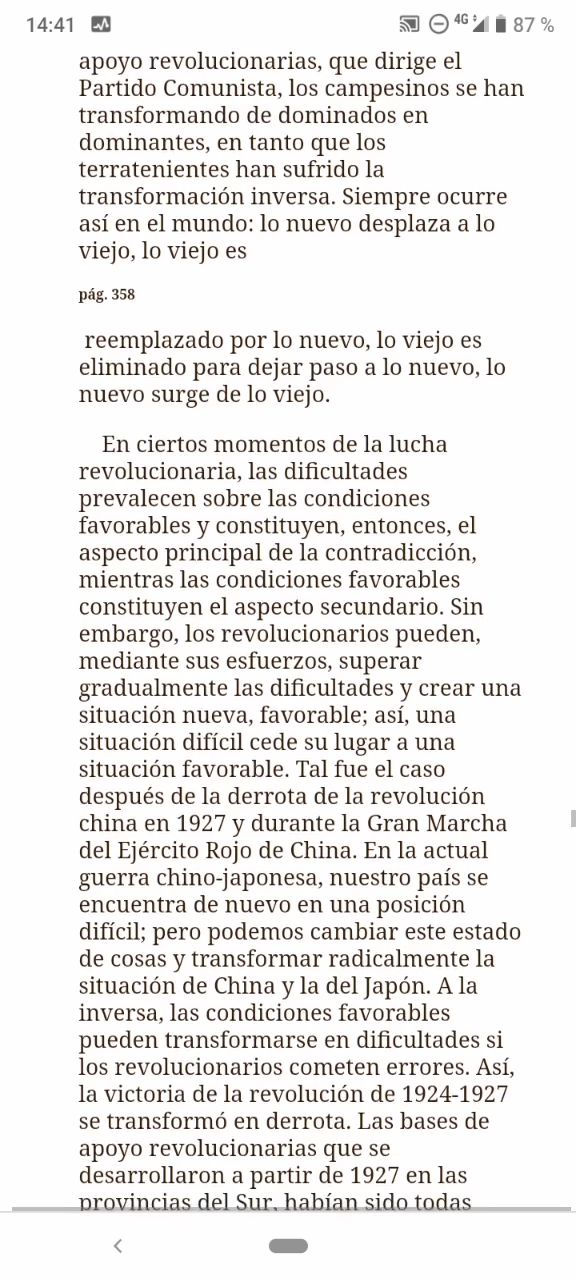 14:41
4G
87 %
apoyo revolucionarias, que dirige el
Partido Comunista, los campesinos se han
transformando de dominados en
dominantes, en tanto que los
terratenientes han sufrido la
transformación inversa. Siempre ocurre
así en el mundo: lo nuevo desplaza a lo
viejo, lo viejo es
pág. 358
reemplazado por lo nuevo, lo viejo es
eliminado para dejar paso a lo nuevo, lo
nuevo surge de lo viejo.
En ciertos momentos de la lucha
revolucionaria, las dificultades
prevalecen sobre las condiciones
favorables y constituyen, entonces, el
aspecto principal de la contradicción,
mientras las condiciones favorables
constituyen el aspecto secundario. Sin
embargo, los revolucionarios pueden,
mediante sus esfuerzos, superar
gradualmente las dificultades y crear una
situación nueva, favorable; así, una
situación difícil cede su lugar a una
situación favorable. Tal fue el caso
después de la derrota de la revolución
china en 1927 y durante la Gran Marcha
del Ejército Rojo de China. En la actual
guerra chino-japonesa, nuestro país se
encuentra de nuevo en una posición
difícil; pero podemos cambiar este estado
de cosas y transformar radicalmente la
situación de China y la del Japón. A la
inversa, las condiciones favorables
pueden transformarse en dificultades si
los revolucionarios cometen errores. Así,
la victoria de la revolución de 1924-1927
se transformó en derrota. Las bases de
apoyo revolucionarias que se
desarrollaron a partir de 1927 en las
provincias del Sur, habían sido todas